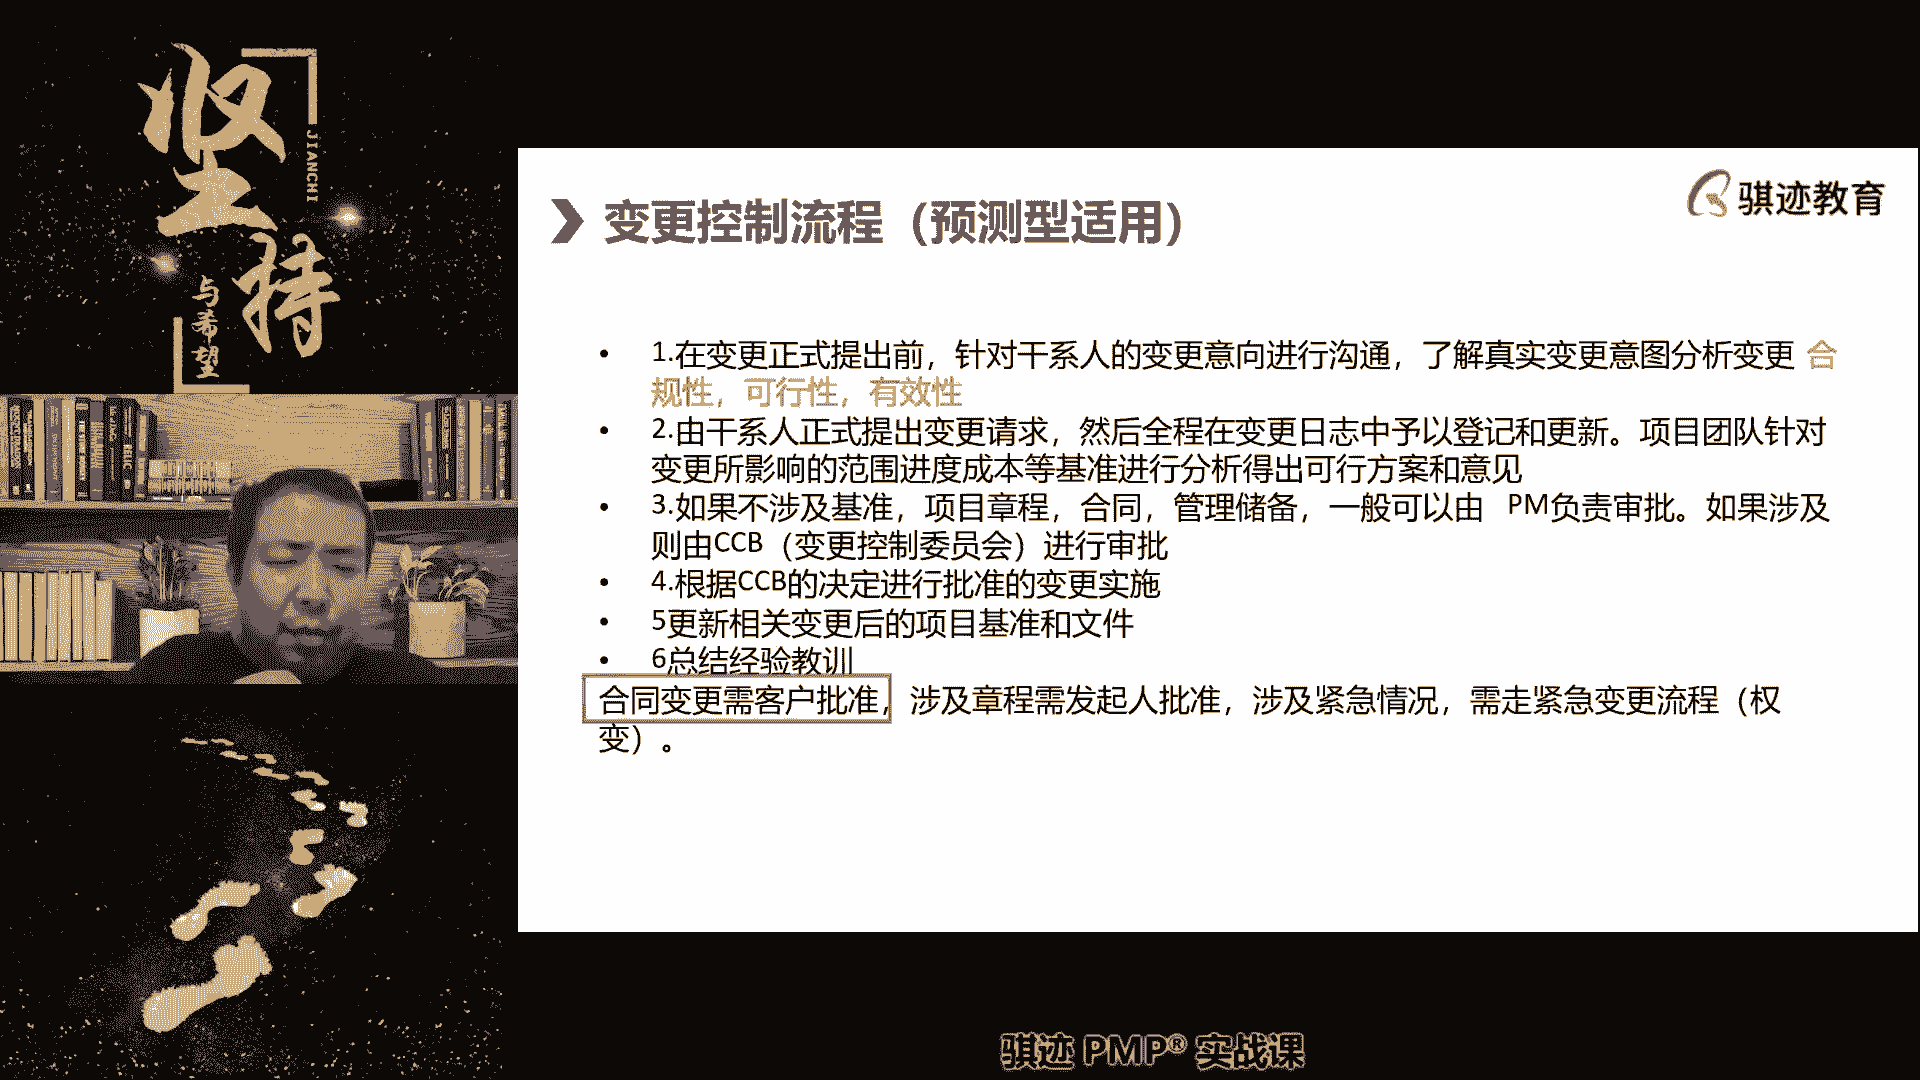 坚持
JIANCHI
与希望
骐迹教育
变更控制流程（预测型适用）
• 1.在变更正式提出前，针对干系人的变更意向进行沟通，了解真实变更意图分析变更 合
规性，可行性，有效性
• 2.由干系人正式提出变更请求，然后全程在变更日志中予以登记和更新。项目团队针对
变更所影响的范围进度成本等基准进行分析得出可行方案和意见
• 3.如果不涉及基准，项目章程，合同，管理储备，一般可以由 PM负责审批。如果涉及
则由CCB（变更控制委员会）进行审批
• 4.根据CCB的决定进行批准的变更实施
• 5更新相关变更后的项目基准和文件
• 6总结经验教训
合同变更需客户批准，涉及章程需发起人批准，涉及紧急情况，需走紧急变更流程（权
变）。
骐迹 PMP® 实战课